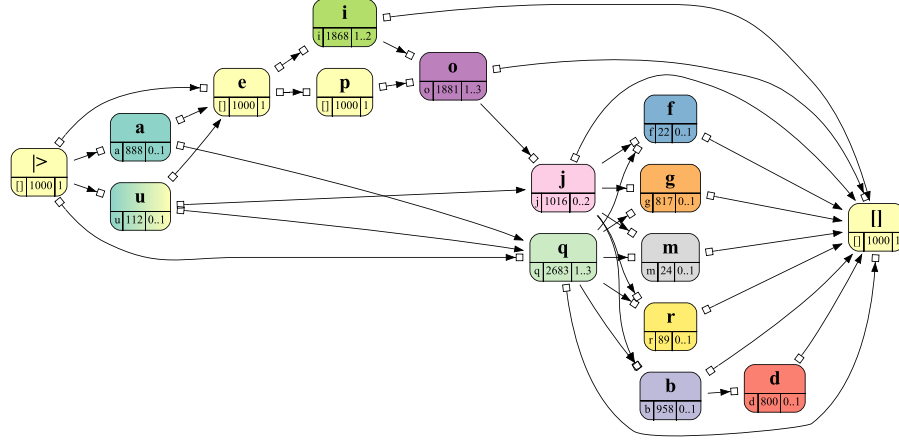 i
i 1868 1..2
o
o 1881 1..3
e
[] 1000 1
p
[] 1000 1
f
f 22 0..1
a
a 888 0..1
|>
[] 1000 1
j
j 1016 0..2
g
g 817 0..1
u
u 112 0..1
[]
[] 1000 1
q
q 2683 1..3
m
m 24 0..1
r
r 89 0..1
b
b 958 0..1
d
d 800 0..1